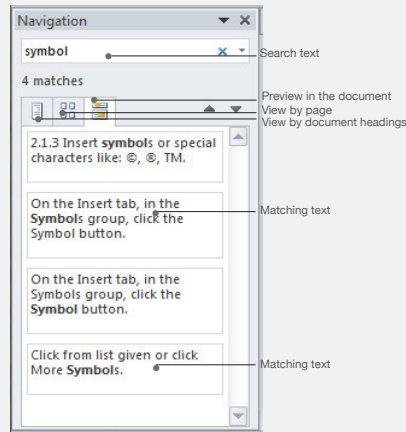 Navigation
symbol
Search text
4 matches
Preview in the document
View by page
View by document headings
2.1.3 Insert symbols or special
characters like: ©, ®, TM.
On the Insert tab, in the
Symbols group, click the
Symbol button.
Matching text
On the Insert tab, in the
Symbols group, click the
Symbol button.
Click from list given or click
More Symbols.
Matching text